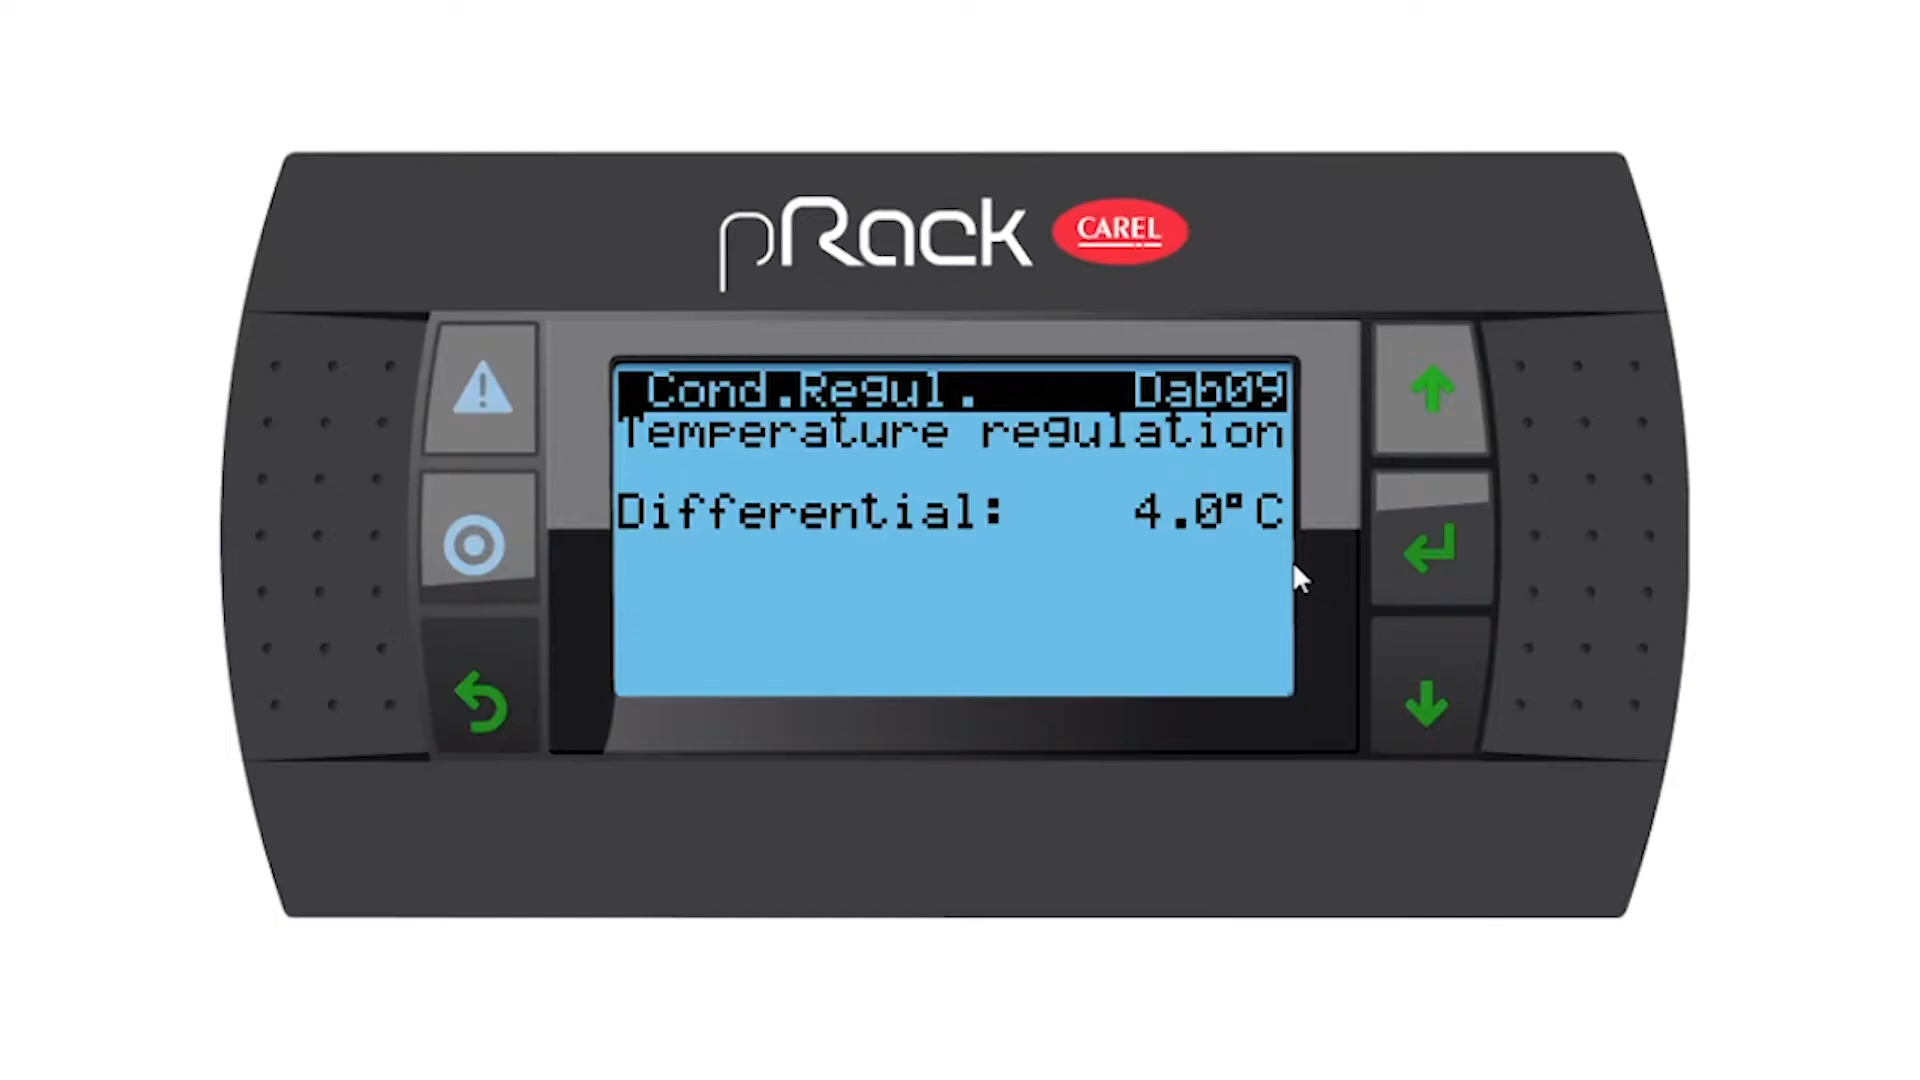 pRack CAREL
Cond.Regul. Dab09
Temperature regulation
Differential: 4.0°C